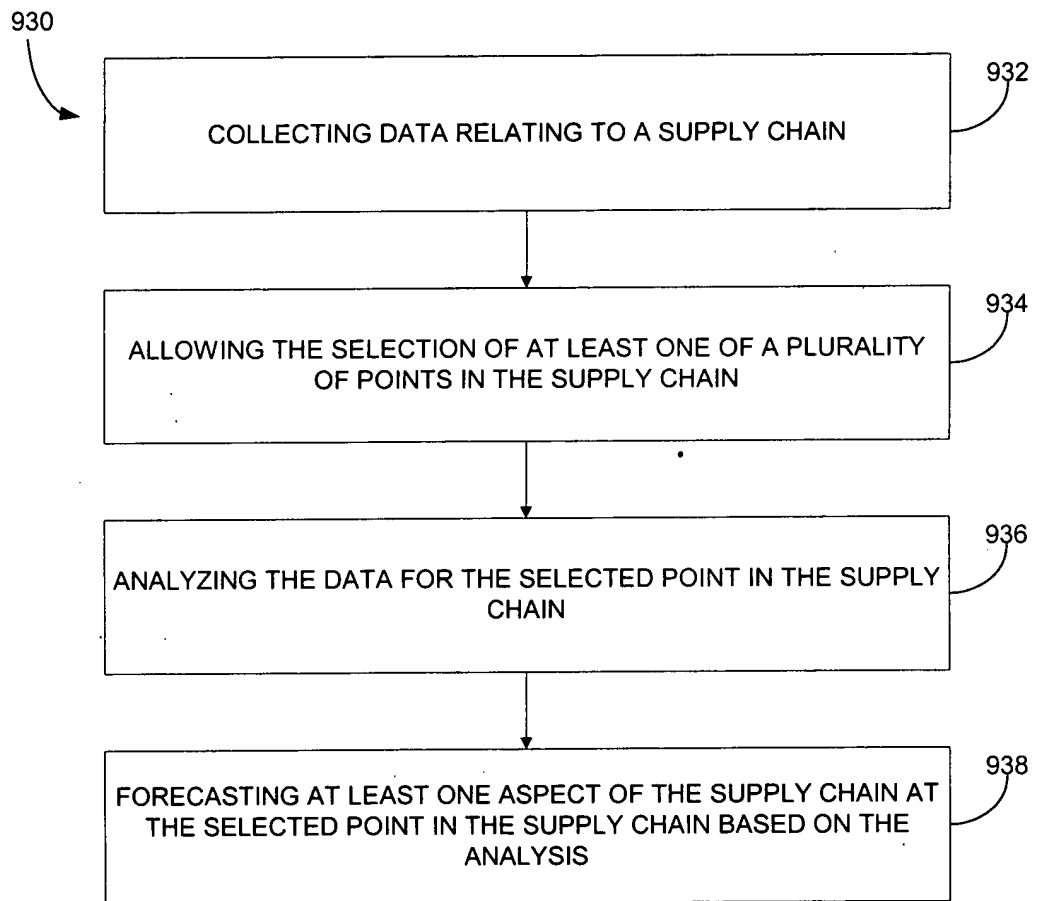 930
932
COLLECTING DATA RELATING TO A SUPPLY CHAIN
934
ALLOWING THE SELECTION OF AT LEAST ONE OF A PLURALITY
OF POINTS IN THE SUPPLY CHAIN
936
ANALYZING THE DATA FOR THE SELECTED POINT IN THE SUPPLY
CHAIN
938
FORECASTING AT LEAST ONE ASPECT OF THE SUPPLY CHAIN AT
THE SELECTED POINT IN THE SUPPLY CHAIN BASED ON THE
ANALYSIS